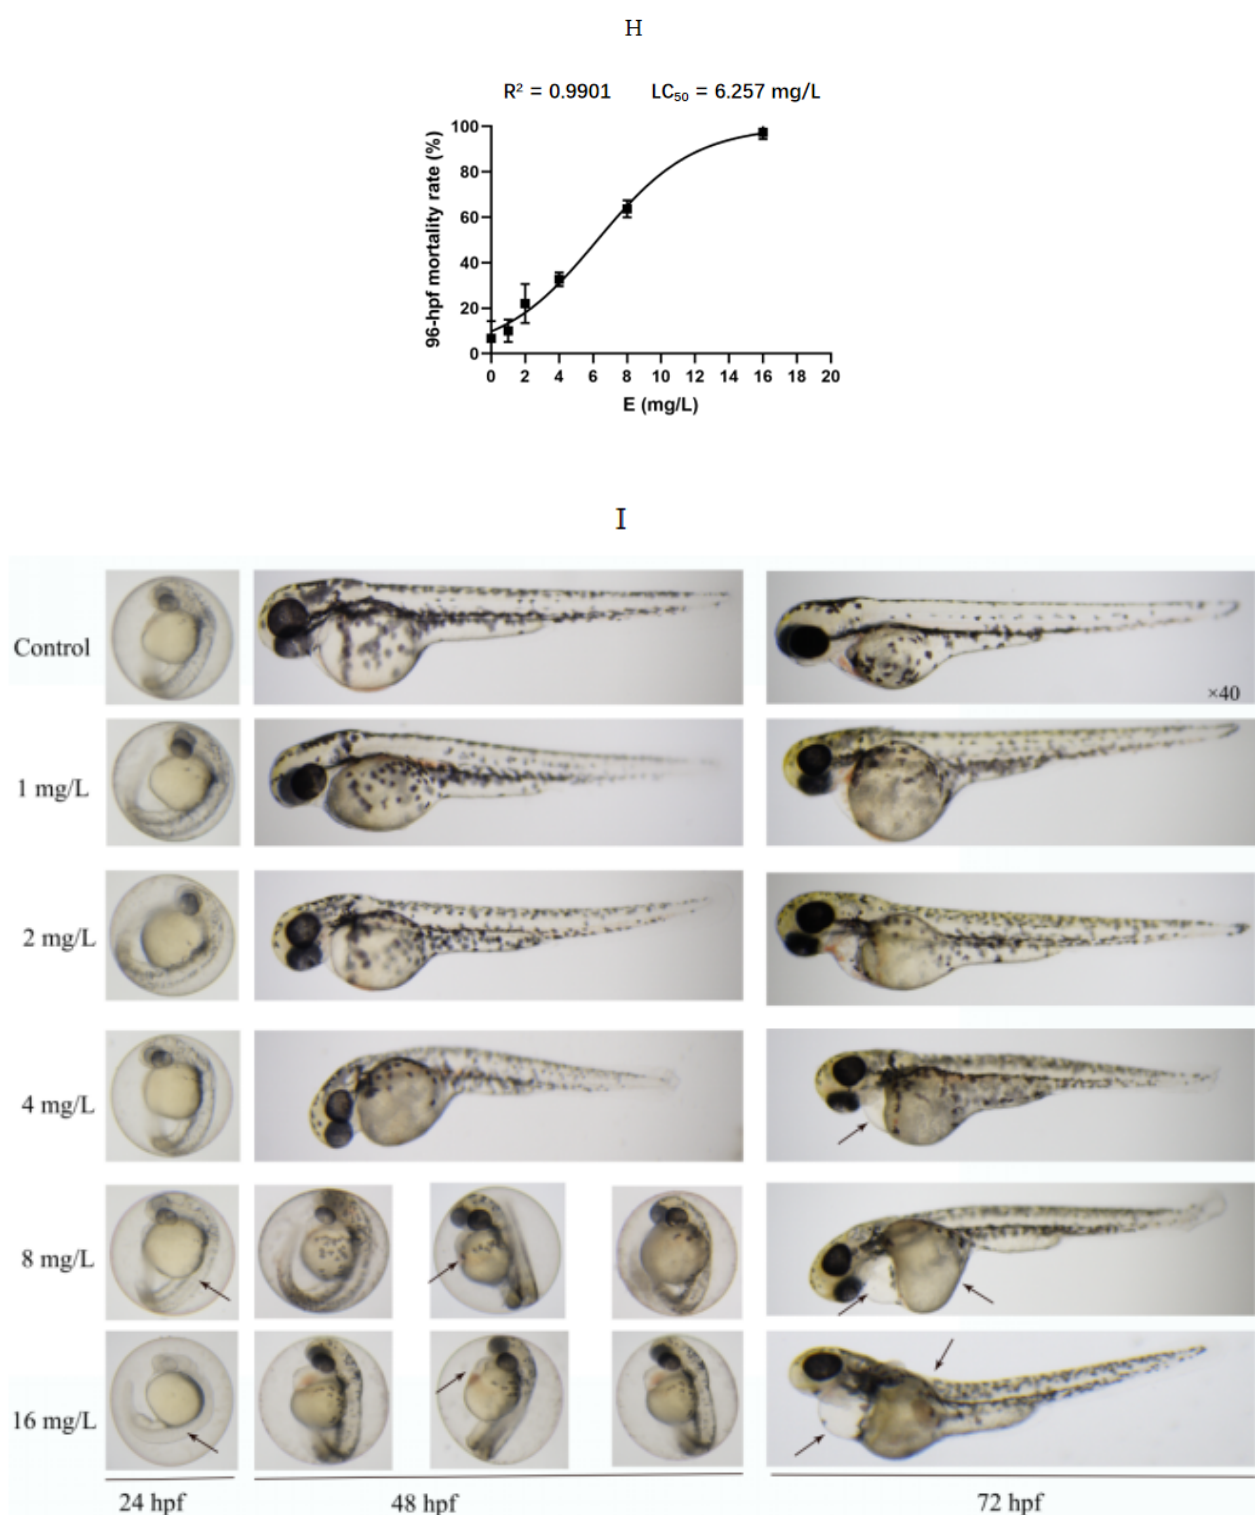 H
R² = 0.9901 LC₅₀ = 6.257 mg/L
96-hpf mortality rate (%)
100
80
60
40
20
0
0 2 4 6 8 10 12 14 16 18 20
E (mg/L)
I
Control
×40
1 mg/L
2 mg/L
4 mg/L
8 mg/L
16 mg/L
24 hpf 48 hpf 72 hpf